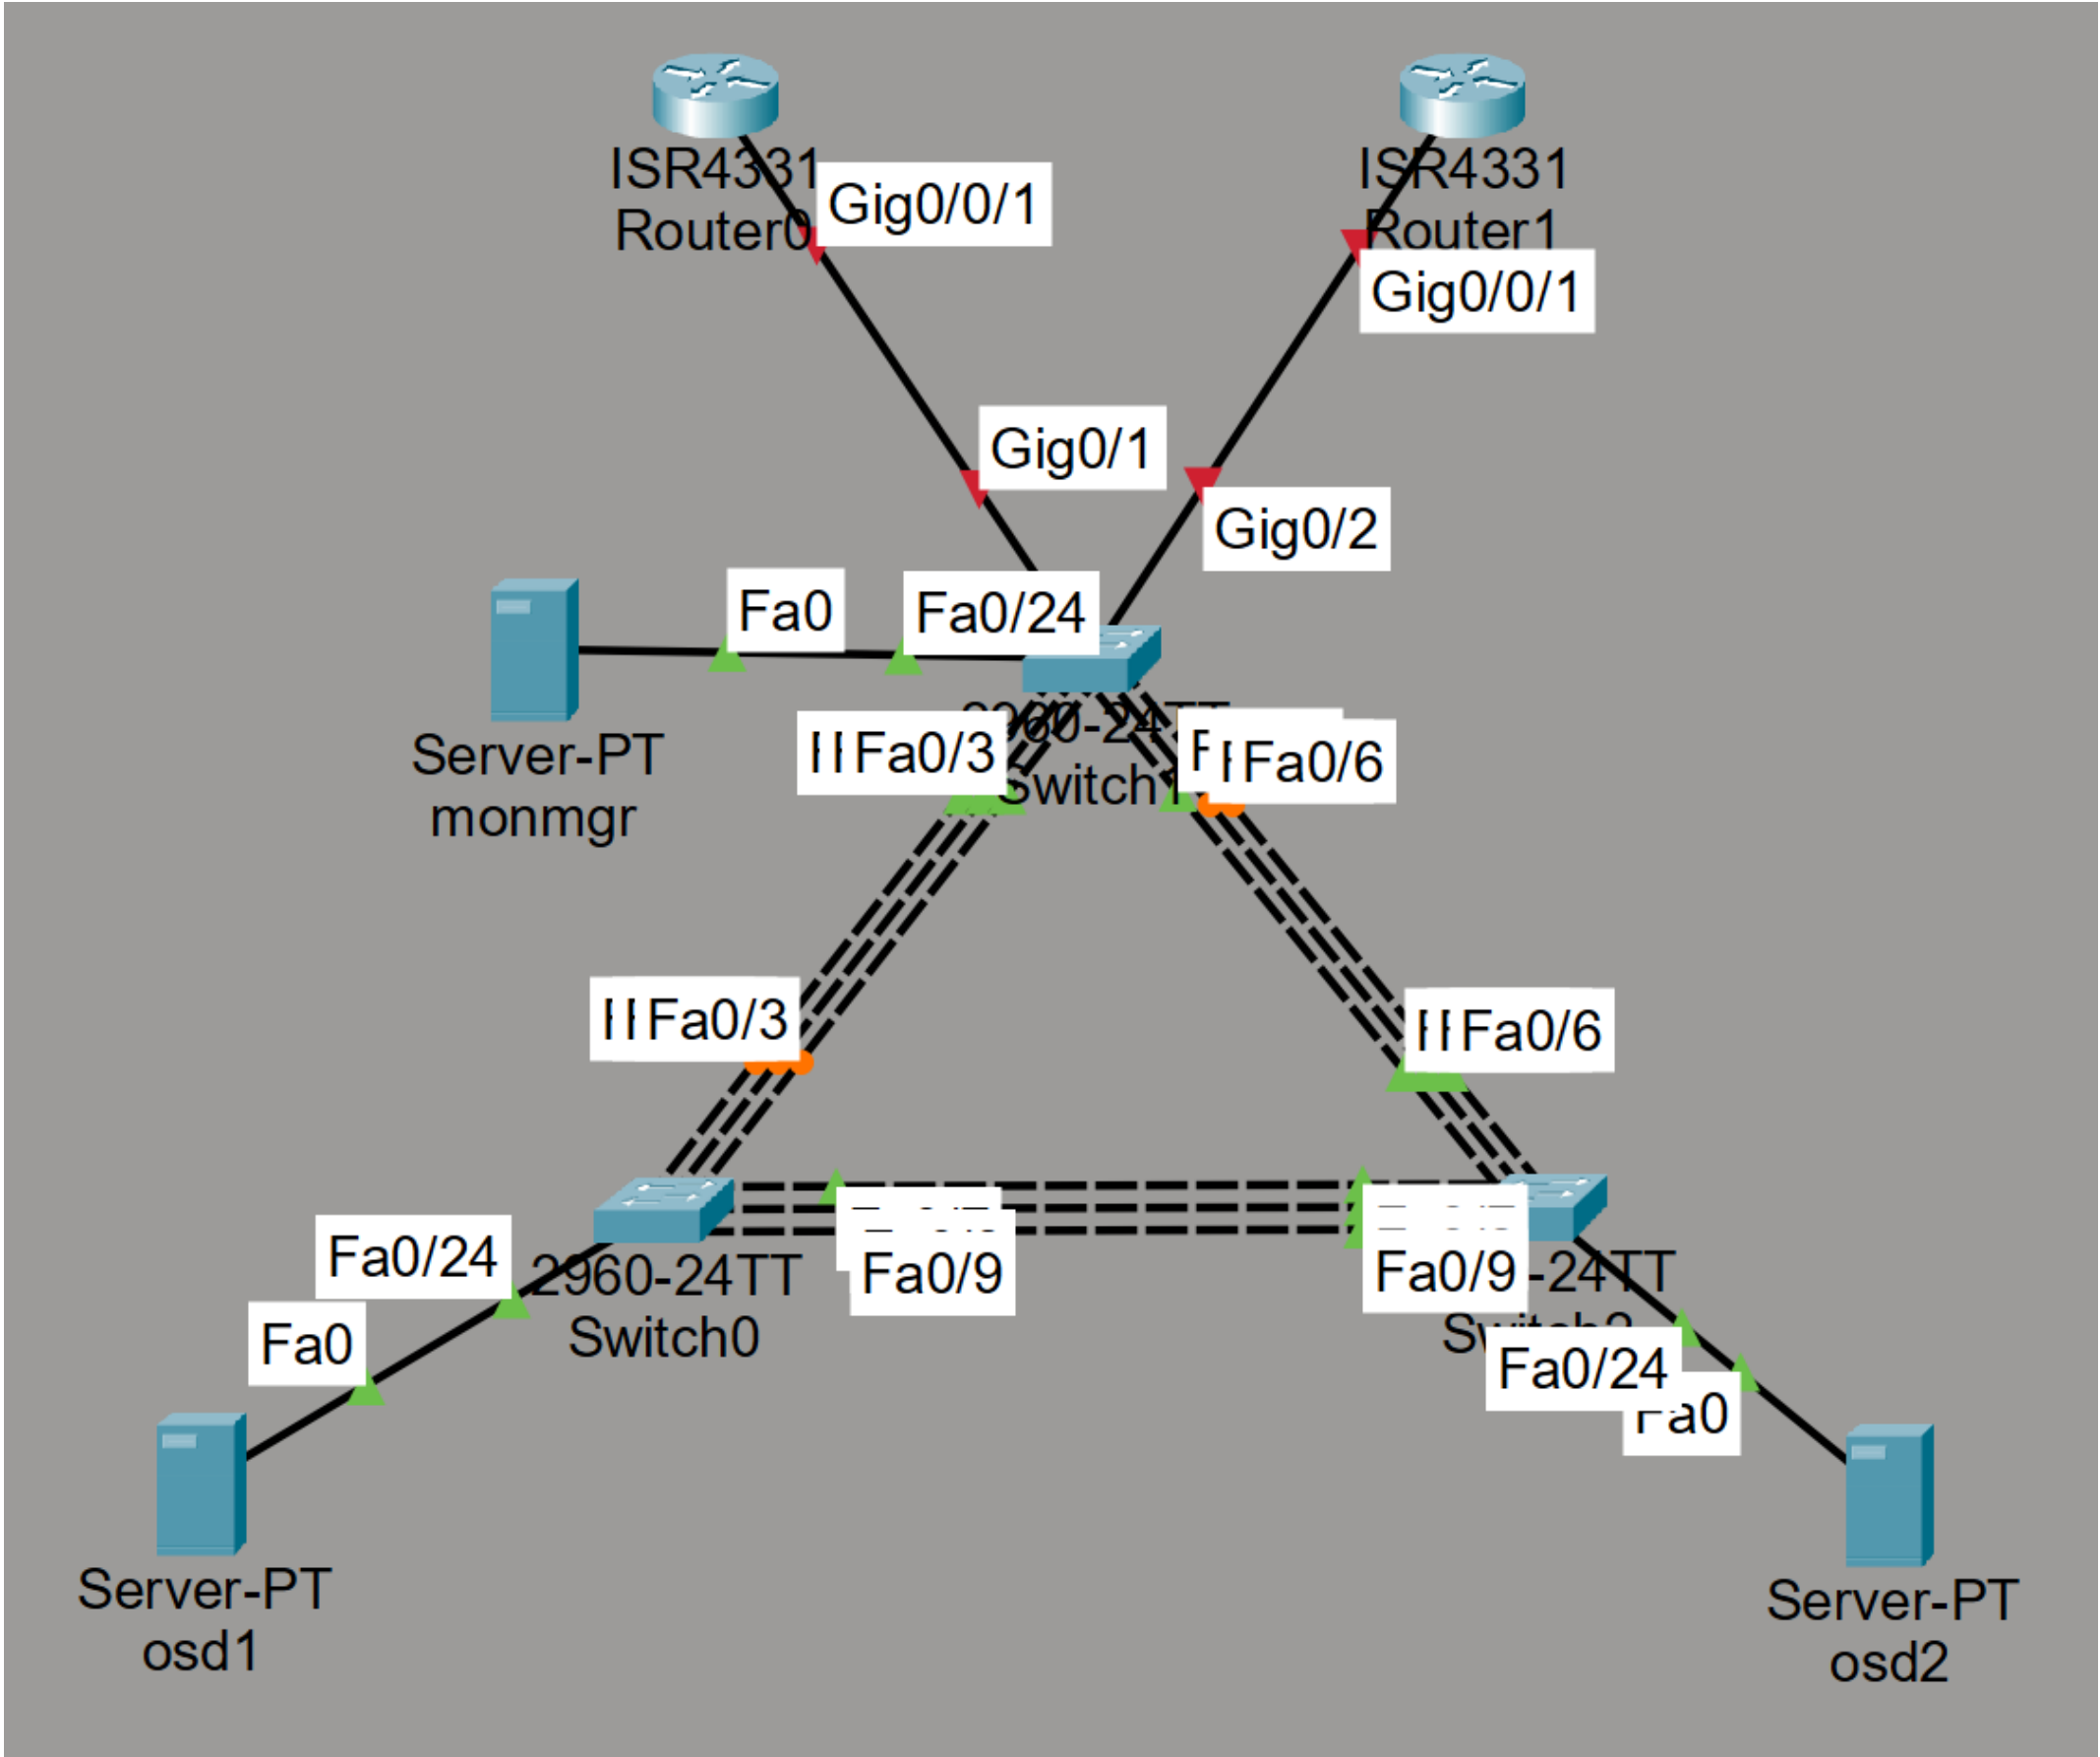 ISR4331
Router0
Gig0/0/1
ISR4331
Router1
Gig0/0/1
Gig0/1
Gig0/2
Fa0
Fa0/24
Server-PT
monmgr
Fa0/3
Fa0/6
Fa0/3
Fa0/6
Fa0/24
Fa0
2960-24TT
Switch0
Fa0/9
Fa0/9
-24TT
Fa0/24
Fa0
Server-PT
osd1
Server-PT
osd2